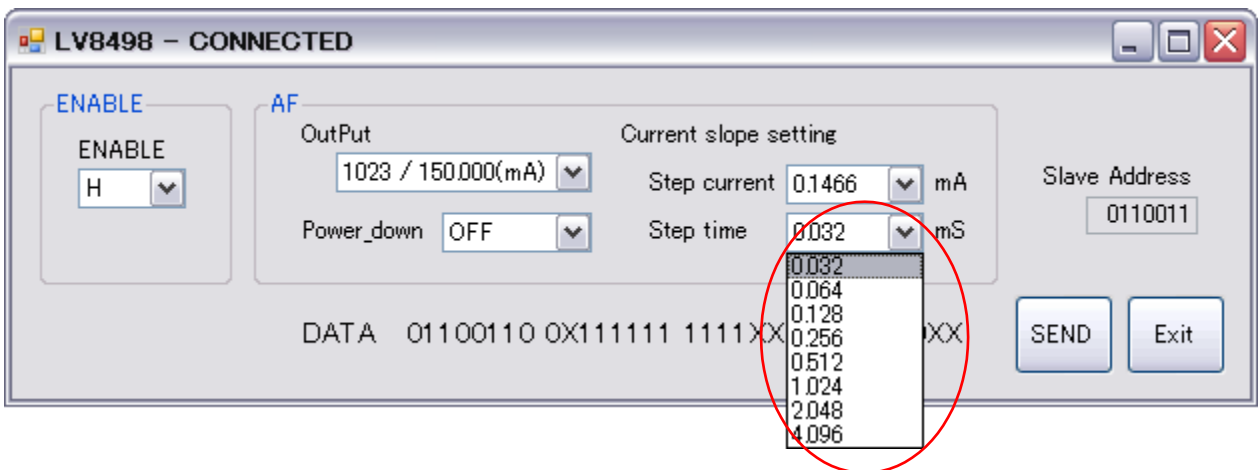 LV8498 - CONNECTED
ENABLE
ENABLE
H
AF
OutPut
1023 / 150.000(mA)
Power_down OFF
Current slope setting
Step current 0.1466 mA
Step time 0.032 mS
0.032
0.064
0.128
0.256
0.512
1.024
2.048
4.096
Slave Address
0110011
DATA 01100110 0X111111 1111XX XX
SEND
Exit